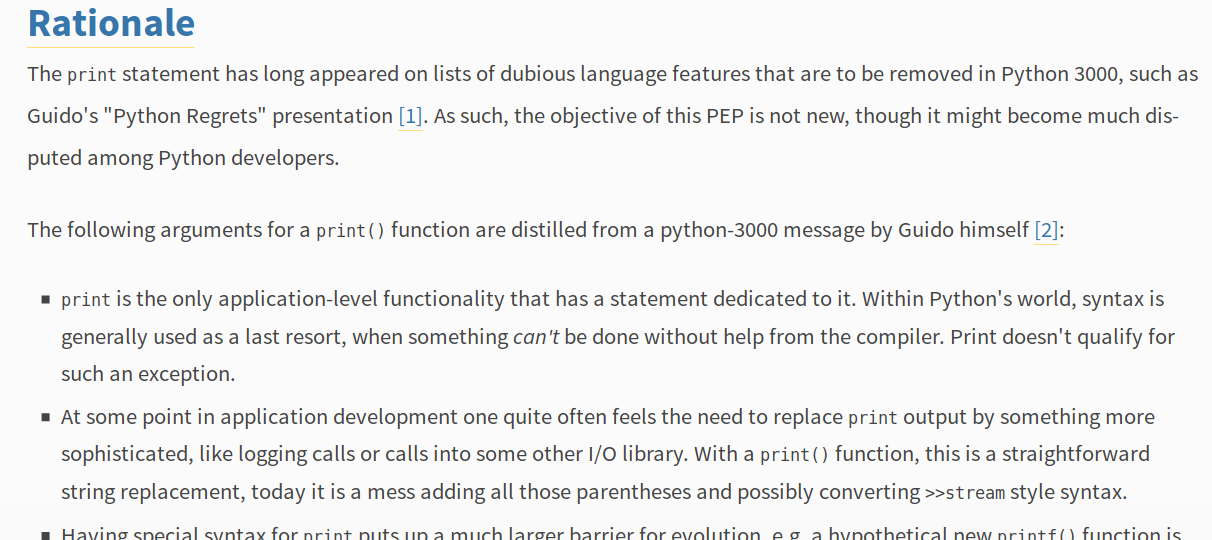 Rationale
The print statement has long appeared on lists of dubious language features that are to be removed in Python 3000, such as
Guido's "Python Regrets" presentation [1]. As such, the objective of this PEP is not new, though it might become much dis-
puted among Python developers.
The following arguments for a print() function are distilled from a python-3000 message by Guido himself [2]:
▪ print is the only application-level functionality that has a statement dedicated to it. Within Python's world, syntax is
generally used as a last resort, when something can't be done without help from the compiler. Print doesn't qualify for
such an exception.
▪ At some point in application development one quite often feels the need to replace print output by something more
sophisticated, like logging calls or calls into some other I/O library. With a print() function, this is a straightforward
string replacement, today it is a mess adding all those parentheses and possibly converting >>stream style syntax.
▪ Having special syntax for print puts up a much larger barrier for evolution, e.g. a hypothetical new printf() function is